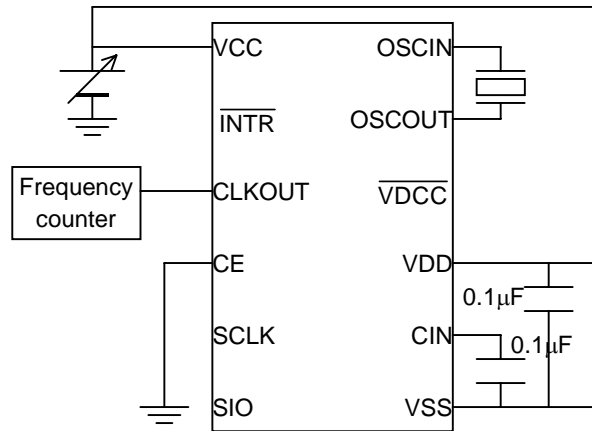 VCC OSCIN
INTR OSCOUT
Frequency
counter
CLKOUT VDCC
CE VDD
0.1μF
SCLK CIN
0.1μF
SIO VSS